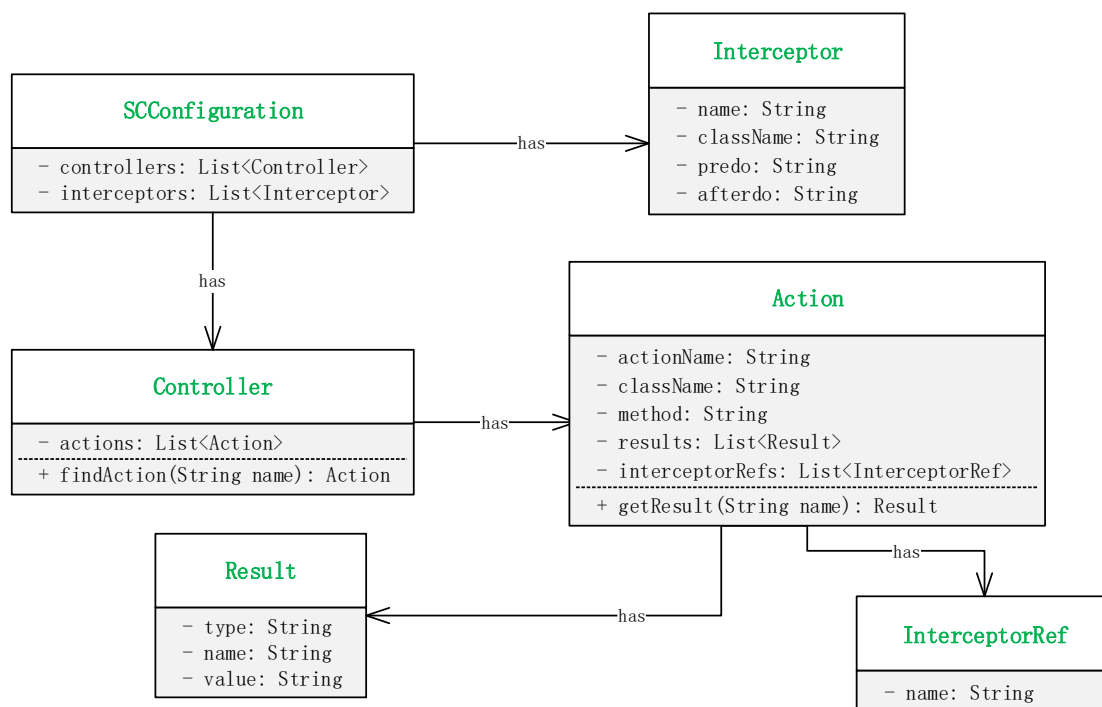 Interceptor
- name: String
- className: String
- predo: String
- afterdo: String
SCConfiguration
- controllers: List<Controller>
- interceptors: List<Interceptor>
has
has
Action
- actionName: String
- className: String
- method: String
- results: List<Result>
- interceptorRefs: List<InterceptorRef>
+ getResult(String name): Result
Controller
- actions: List<Action>
+ findAction(String name): Action
has
has
Result
- type: String
- name: String
- value: String
has
InterceptorRef
- name: String